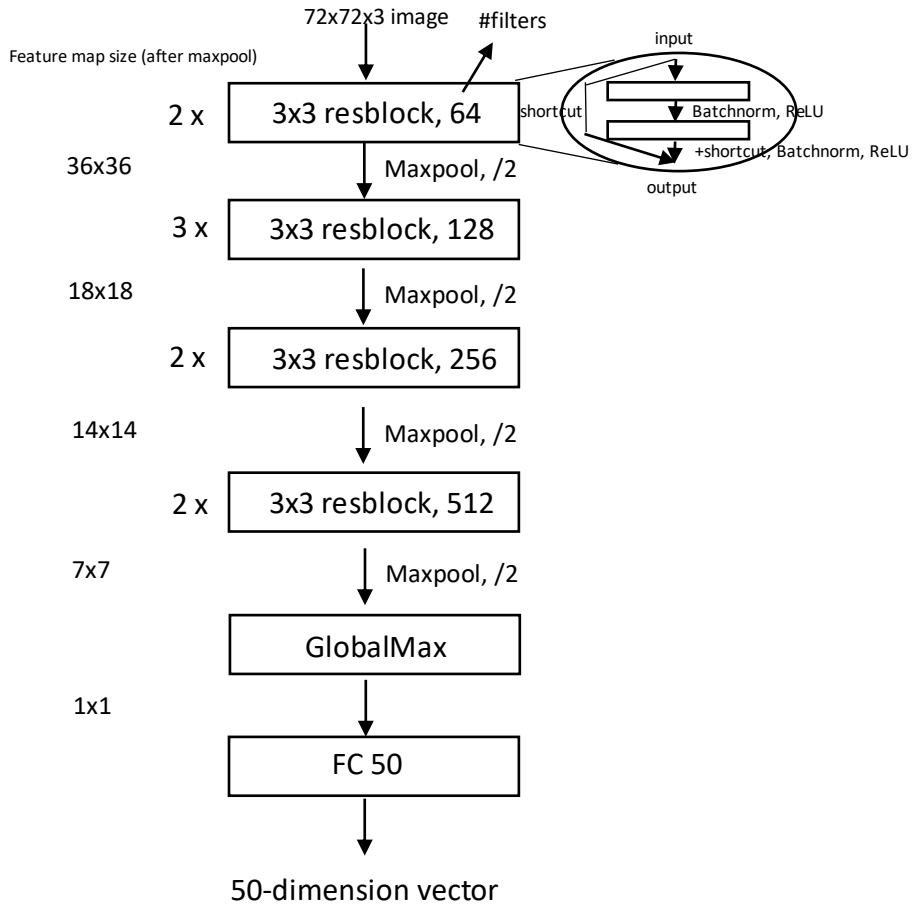 72x72x3 image
#filters
Feature map size (after maxpool)
input
2 x
3x3 resblock, 64
shortcut
Batchnorm, ReLU
+shortcut, Batchnorm, ReLU
output
36x36
Maxpool, /2
3 x
3x3 resblock, 128
18x18
Maxpool, /2
2 x
3x3 resblock, 256
14x14
Maxpool, /2
2 x
3x3 resblock, 512
7x7
Maxpool, /2
GlobalMax
1x1
FC 50
50-dimension vector